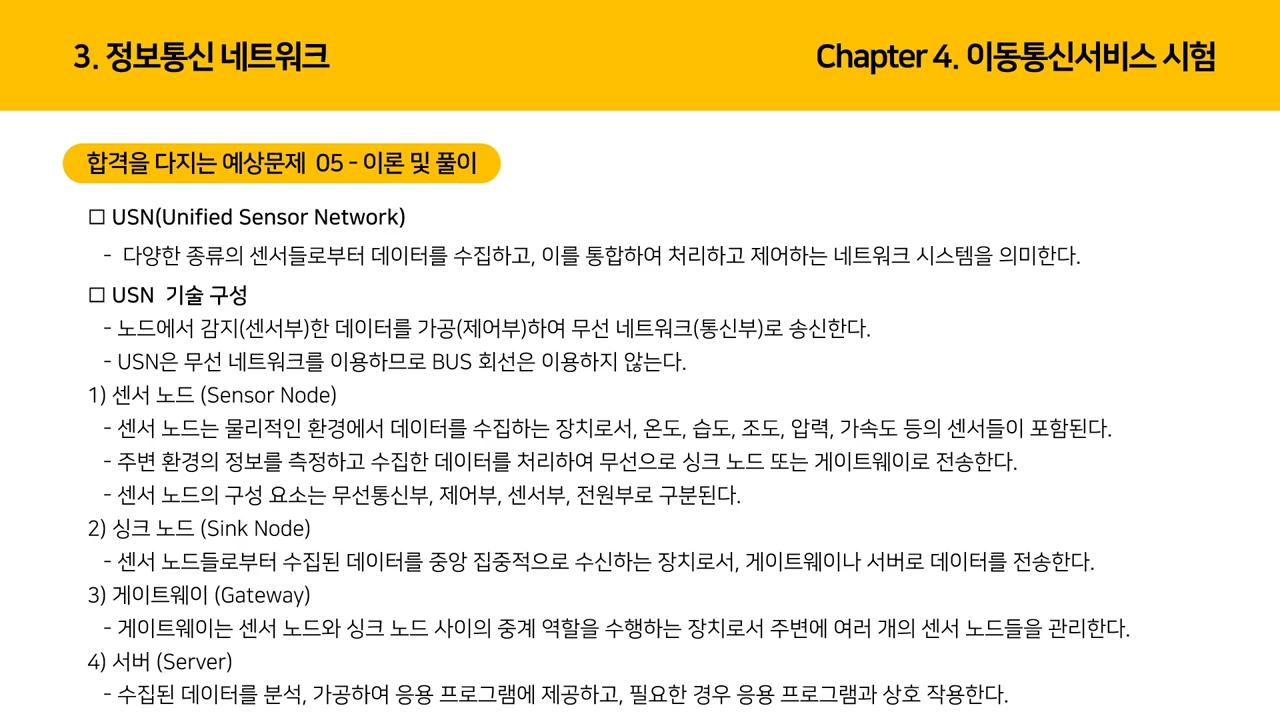 3. 정보통신 네트워크
Chapter 4. 이동통신서비스 시험
합격을 다지는 예상문제 05 - 이론 및 풀이
□ USN(Unified Sensor Network)
- 다양한 종류의 센서들로부터 데이터를 수집하고, 이를 통합하여 처리하고 제어하는 네트워크 시스템을 의미한다.
□ USN 기술 구성
- 노드에서 감지(센서부)한 데이터를 가공(제어부)하여 무선 네트워크(통신부)로 송신한다.
- USN은 무선 네트워크를 이용하므로 BUS 회선은 이용하지 않는다.
1) 센서 노드 (Sensor Node)
- 센서 노드는 물리적인 환경에서 데이터를 수집하는 장치로서, 온도, 습도, 조도, 압력, 가속도 등의 센서들이 포함된다.
- 주변 환경의 정보를 측정하고 수집한 데이터를 처리하여 무선으로 싱크 노드 또는 게이트웨이로 전송한다.
- 센서 노드의 구성 요소는 무선통신부, 제어부, 센서부, 전원부로 구분된다.
2) 싱크 노드 (Sink Node)
- 센서 노드들로부터 수집된 데이터를 중앙 집중적으로 수신하는 장치로서, 게이트웨이나 서버로 데이터를 전송한다.
3) 게이트웨이 (Gateway)
- 게이트웨이는 센서 노드와 싱크 노드 사이의 중계 역할을 수행하는 장치로서 주변에 여러 개의 센서 노드들을 관리한다.
4) 서버 (Server)
- 수집된 데이터를 분석, 가공하여 응용 프로그램에 제공하고, 필요한 경우 응용 프로그램과 상호 작용한다.